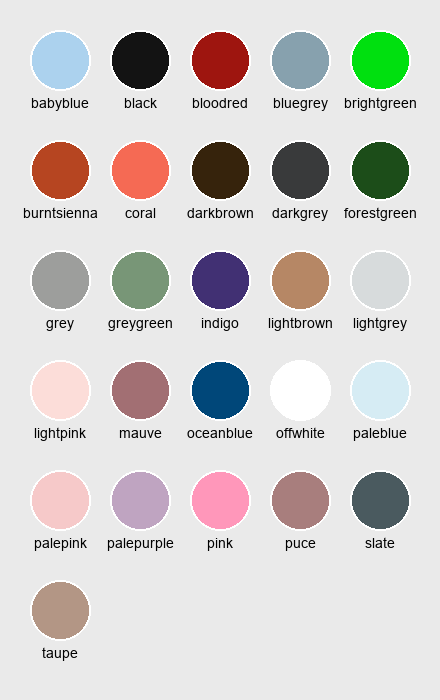 babyblue black bloodred bluegrey brightgreen
burntsienna coral darkbrown darkgrey forestgreen
grey greygreen indigo lightbrown lightgrey
lightpink mauve oceanblue offwhite paleblue
palepink palepurple pink puce slate
taupe